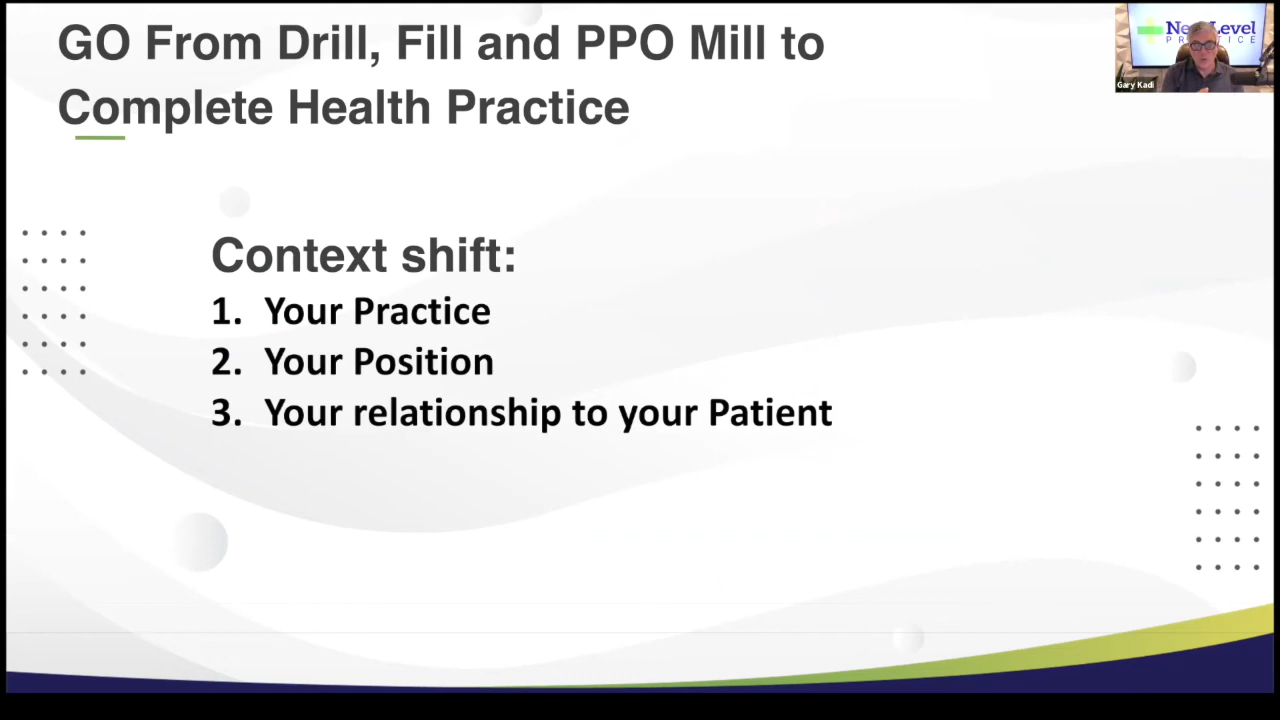 GO From Drill, Fill and PPO Mill to
Complete Health Practice
Context shift:
1. Your Practice
2. Your Position
3. Your relationship to your Patient
Level
PRACTICE
Gary Kadi